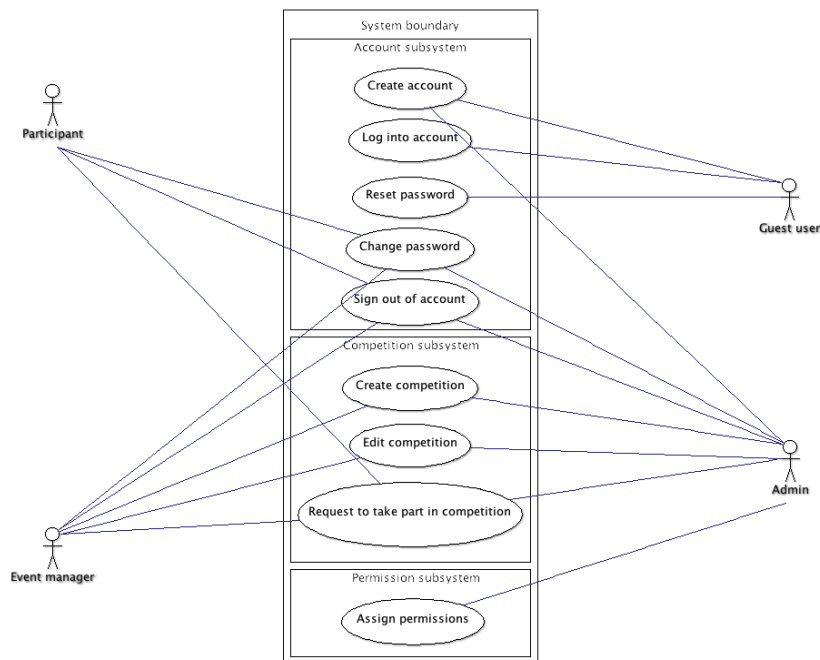 System boundary
Account subsystem
Create account
Participant
Log into account
Reset password
Guest user
Change password
Sign out of account
Competition subsystem
Create competition
Edit competition
Admin
Request to take part in competition
Event manager
Permission subsystem
Assign permissions